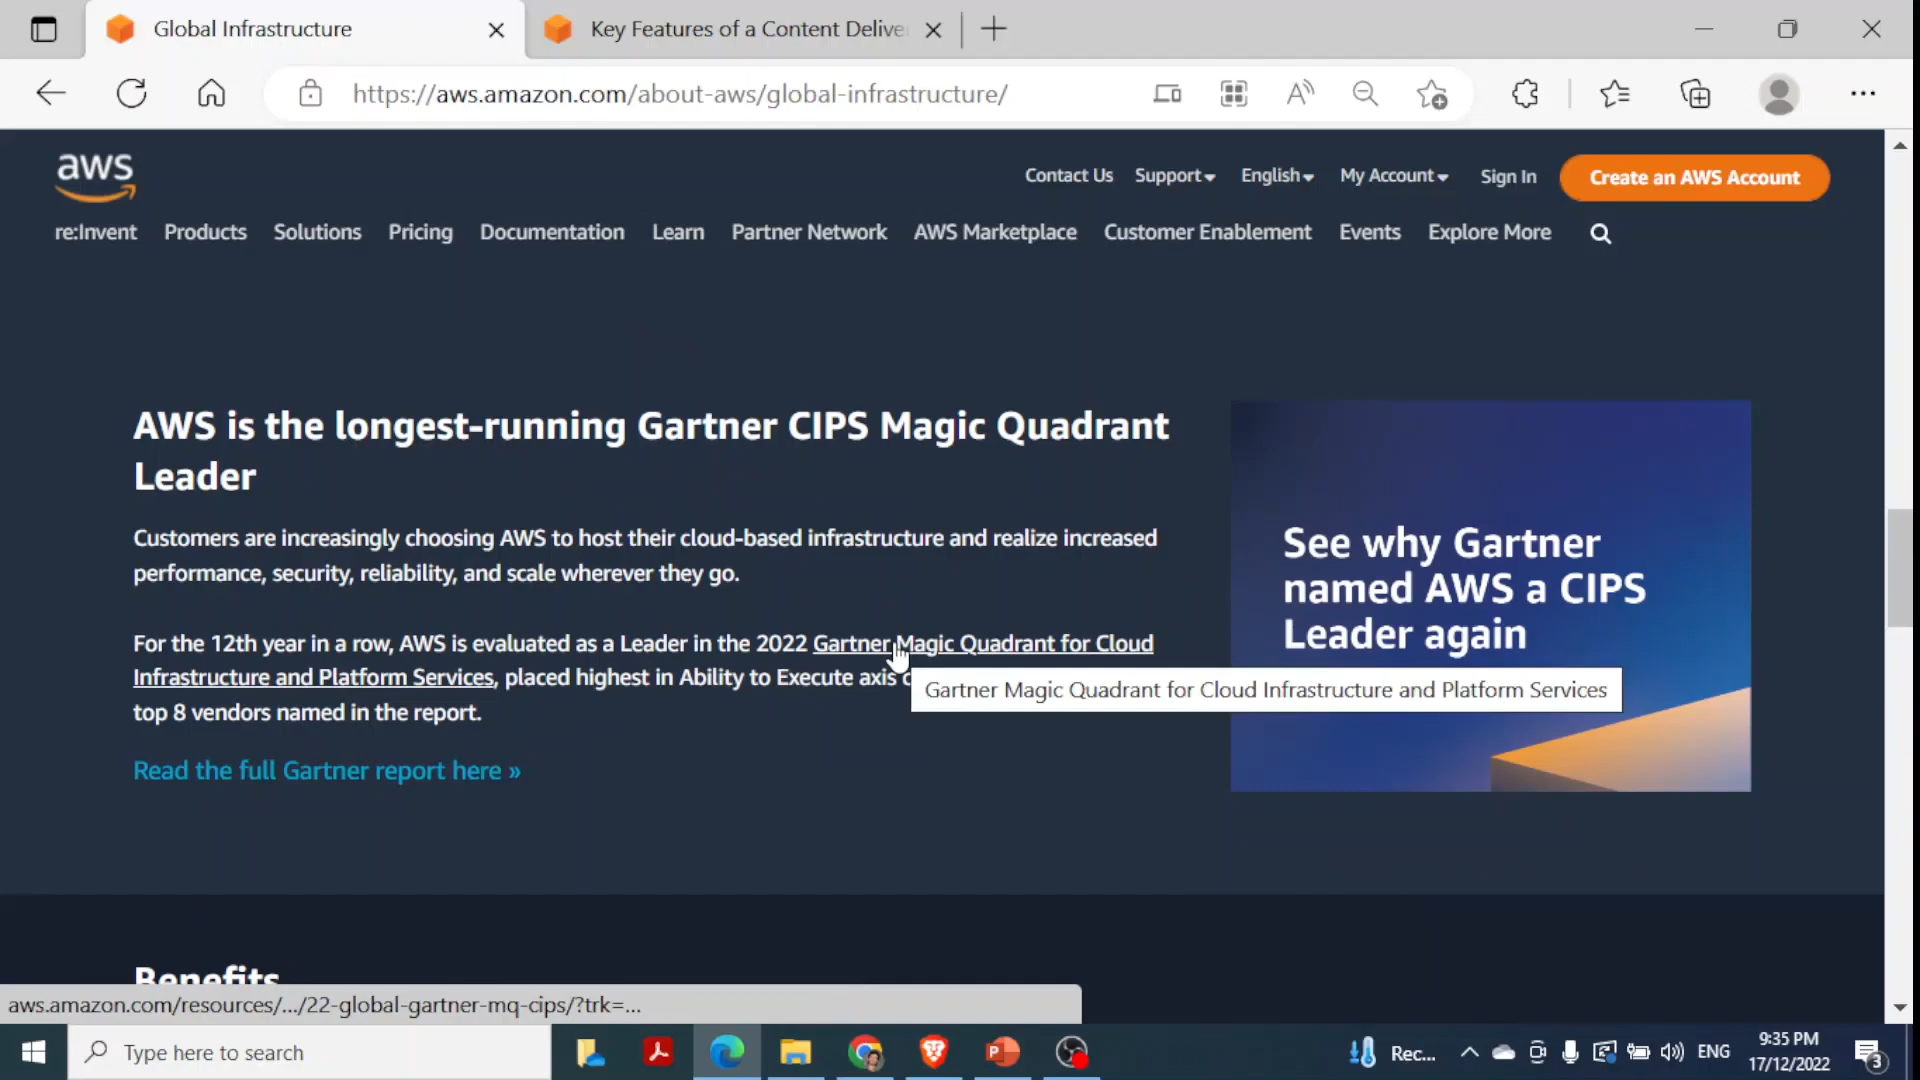 Global Infrastructure
Key Features of a Content Delive
https://aws.amazon.com/about-aws/global-infrastructure/
aws
Contact Us Support English My Account Sign In Create an AWS Account
re:Invent Products Solutions Pricing Documentation Learn Partner Network AWS Marketplace Customer Enablement Events Explore More
AWS is the longest-running Gartner CIPS Magic Quadrant
Leader
Customers are increasingly choosing AWS to host their cloud-based infrastructure and realize increased
performance, security, reliability, and scale wherever they go.
For the 12th year in a row, AWS is evaluated as a Leader in the 2022 Gartner Magic Quadrant for Cloud
Infrastructure and Platform Services, placed highest in Ability to Execute axis
top 8 vendors named in the report.
Read the full Gartner report here »
See why Gartner
named AWS a CIPS
Leader again
Gartner Magic Quadrant for Cloud Infrastructure and Platform Services
Benefits
aws.amazon.com/resources/.../22-global-gartner-mq-cips/?trk=...
Type here to search
Rec...
ENG
9:35 PM
17/12/2022
3